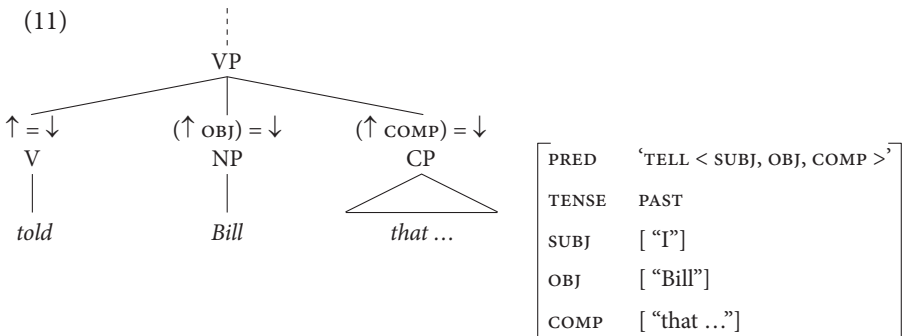 (11)
VP
↑ = ↓ (↑ OBJ) = ↓ (↑ COMP) = ↓
V NP CP
told Bill that …
PRED ‘TELL < SUBJ, OBJ, COMP >’
TENSE PAST
SUBJ [ “I”]
OBJ [ “Bill”]
COMP [ “that …”]